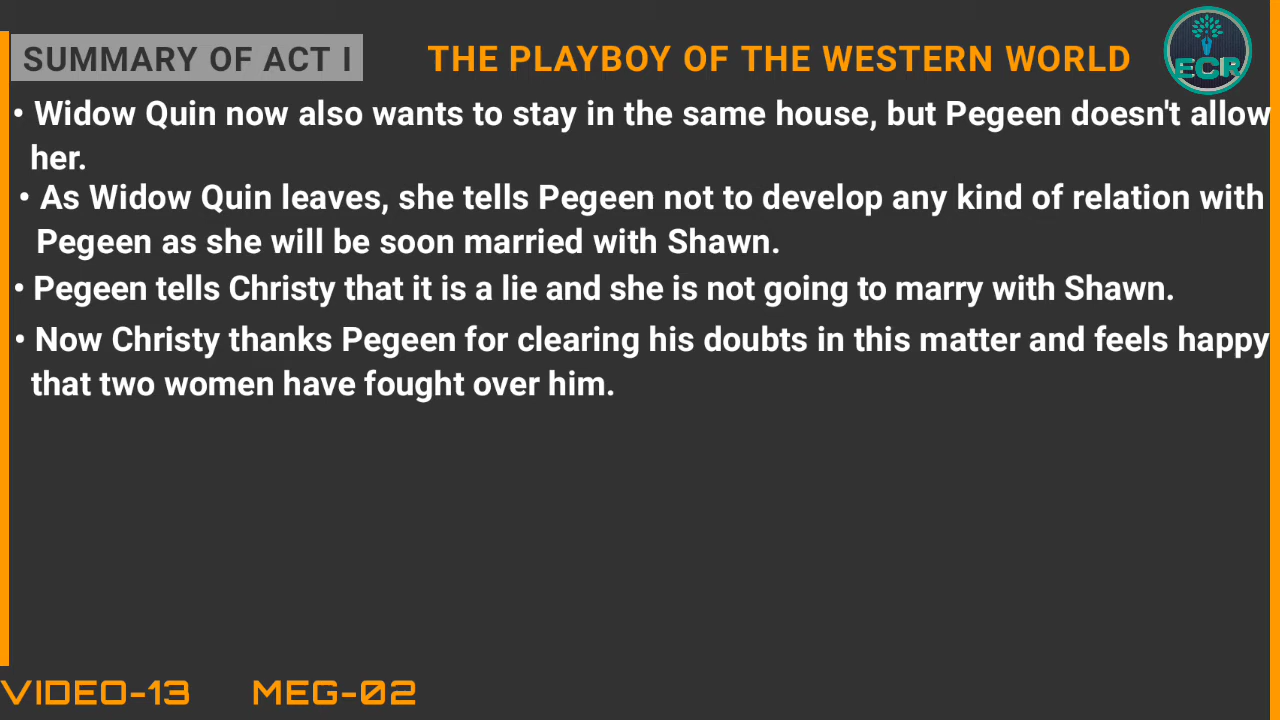 SUMMARY OF ACT I THE PLAYBOY OF THE WESTERN WORLD
ECR
• Widow Quin now also wants to stay in the same house, but Pegeen doesn't allow
her.
• As Widow Quin leaves, she tells Pegeen not to develop any kind of relation with
Pegeen as she will be soon married with Shawn.
• Pegeen tells Christy that it is a lie and she is not going to marry with Shawn.
• Now Christy thanks Pegeen for clearing his doubts in this matter and feels happy
that two women have fought over him.
VIDEO-13 MEG-02